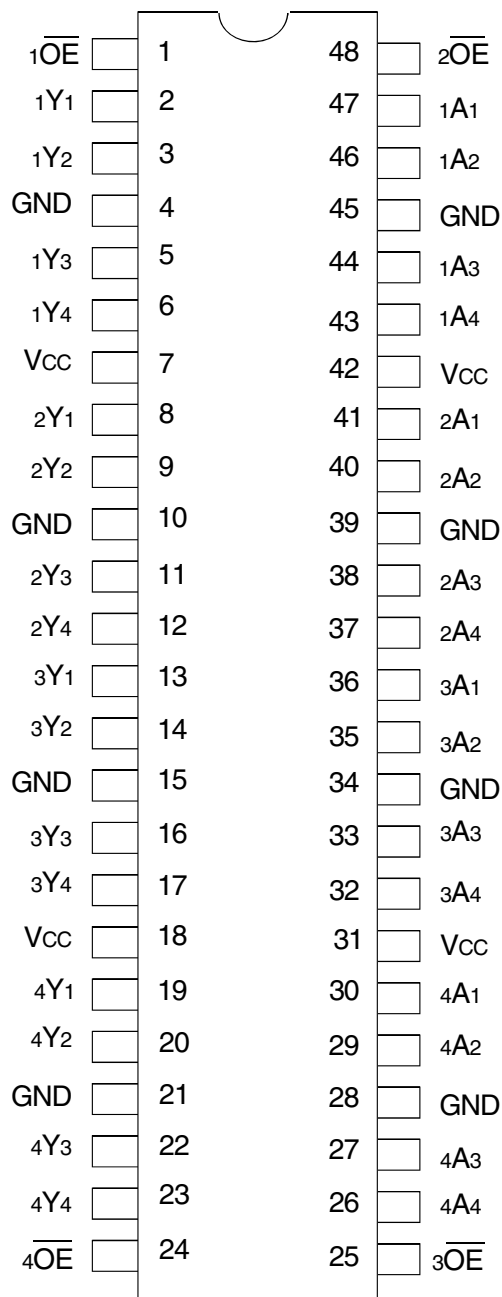 1OE 1 48 2OE
1Y1 2 47 1A1
1Y2 3 46 1A2
GND 4 45 GND
1Y3 5 44 1A3
1Y4 6 43 1A4
VCC 7 42 VCC
2Y1 8 41 2A1
2Y2 9 40 2A2
GND 10 39 GND
2Y3 11 38 2A3
2Y4 12 37 2A4
3Y1 13 36 3A1
3Y2 14 35 3A2
GND 15 34 GND
3Y3 16 33 3A3
3Y4 17 32 3A4
VCC 18 31 VCC
4Y1 19 30 4A1
4Y2 20 29 4A2
GND 21 28 GND
4Y3 22 27 4A3
4Y4 23 26 4A4
4OE 24 25 3OE